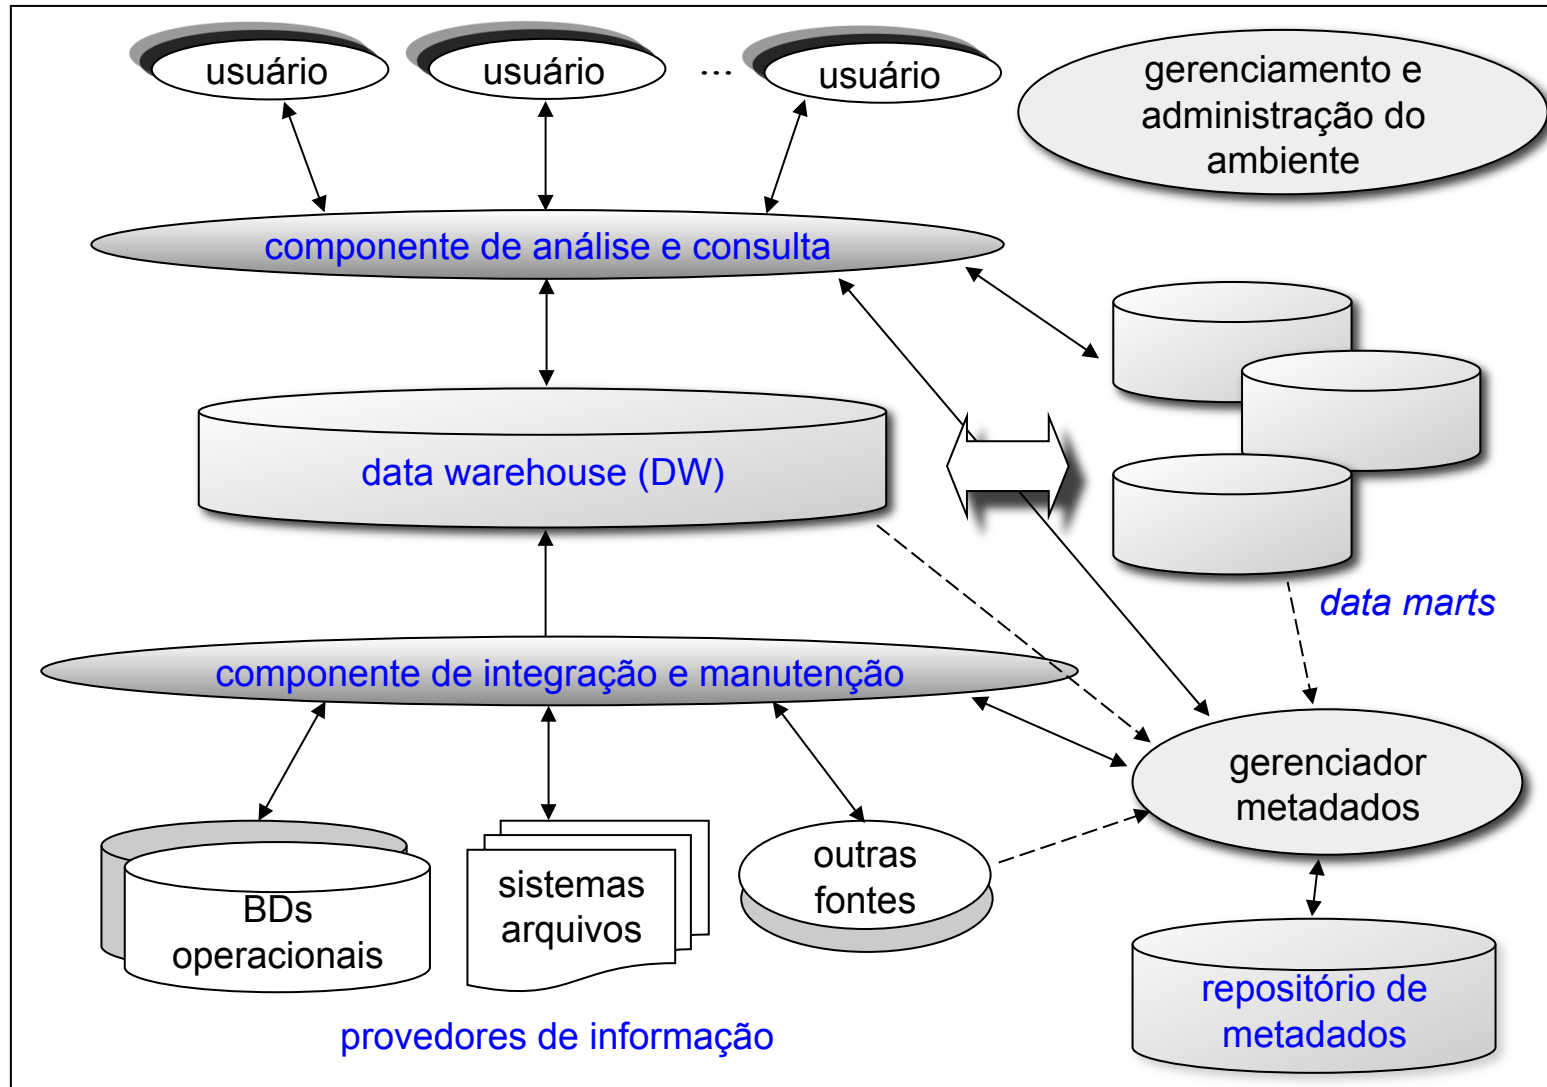 usuário
usuário
...
usuário
gerenciamento e
administração do
ambiente
componente de análise e consulta
data warehouse (DW)
data marts
componente de integração e manutenção
gerenciador
metadados
BDs
operacionais
sistemas
arquivos
outras
fontes
repositório de
metadados
provedores de informação